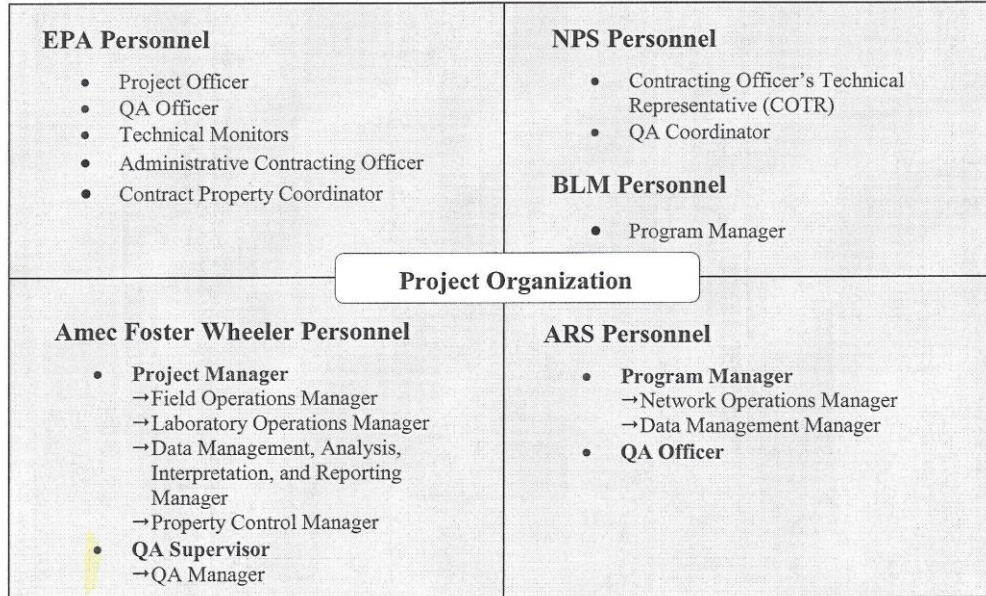 EPA Personnel
• Project Officer
• QA Officer
• Technical Monitors
• Administrative Contracting Officer
• Contract Property Coordinator
NPS Personnel
• Contracting Officer's Technical
Representative (COTR)
• QA Coordinator
BLM Personnel
• Program Manager
Project Organization
Amec Foster Wheeler Personnel
• Project Manager
→Field Operations Manager
→Laboratory Operations Manager
→Data Management, Analysis,
Interpretation, and Reporting
Manager
→Property Control Manager
• QA Supervisor
→QA Manager
ARS Personnel
• Program Manager
→Network Operations Manager
→Data Management Manager
• QA Officer